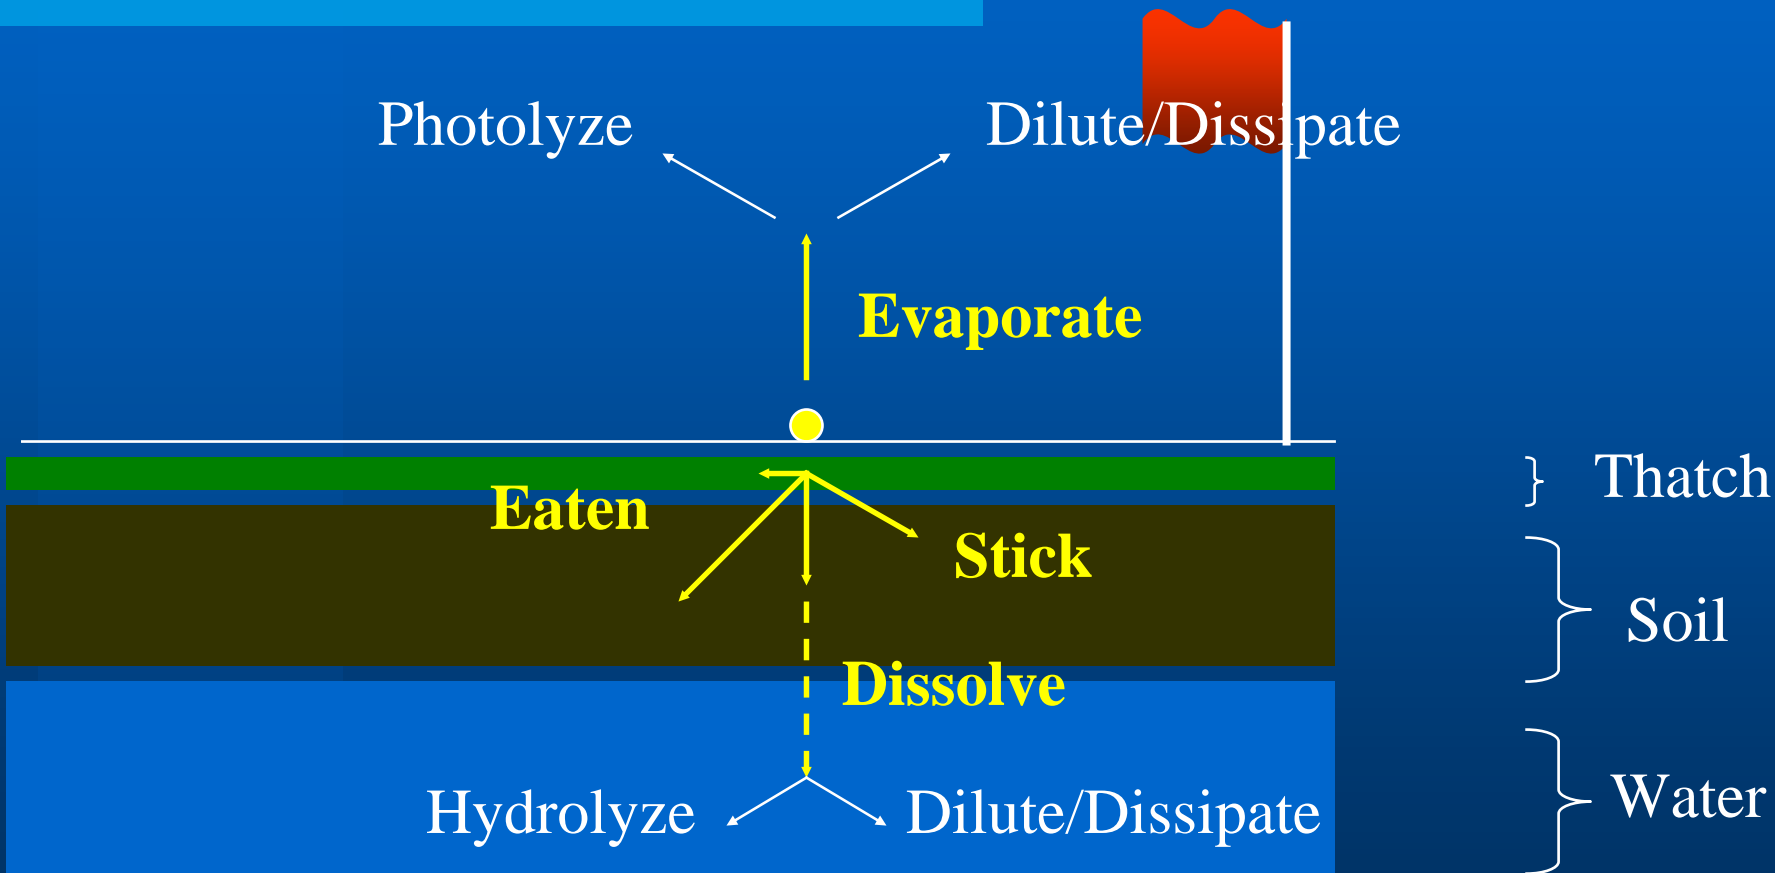 Photolyze
Dilute/Dissipate
Evaporate
Thatch
Eaten
Stick
Soil
Dissolve
Hydrolyze
Dilute/Dissipate
Water